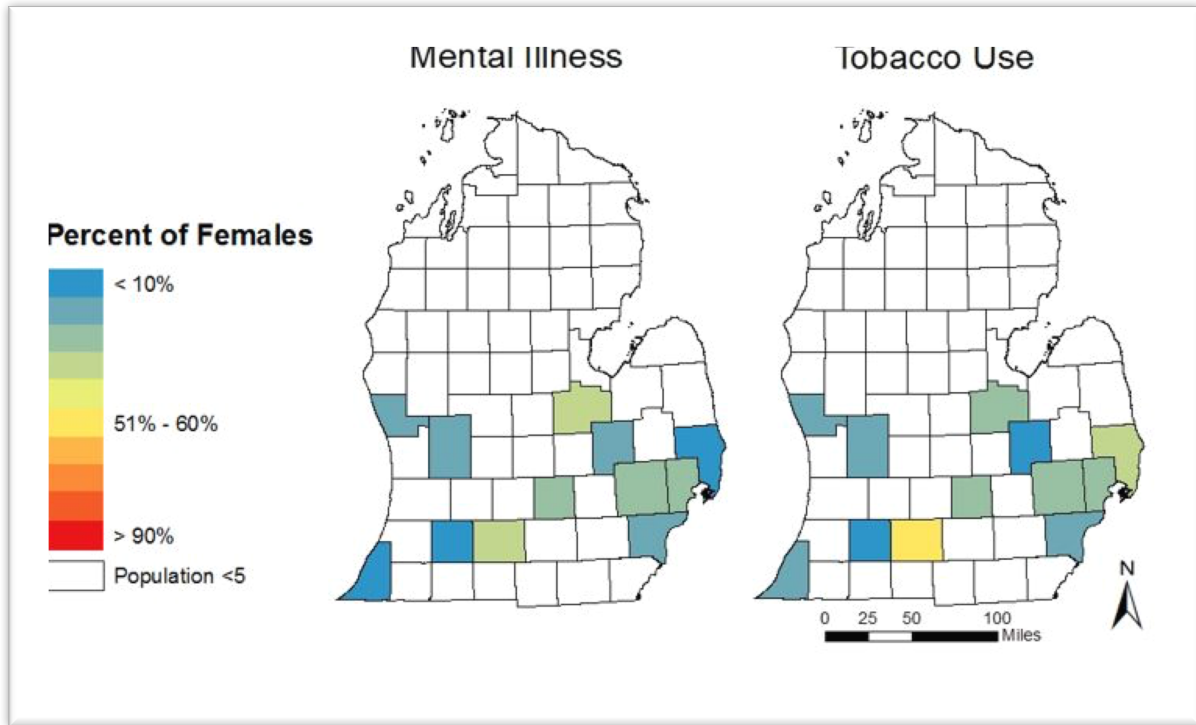 Mental Illness
Tobacco Use
Percent of Females
< 10%
51% - 60%
> 90%
Population <5
N
0 25 50 100
Miles